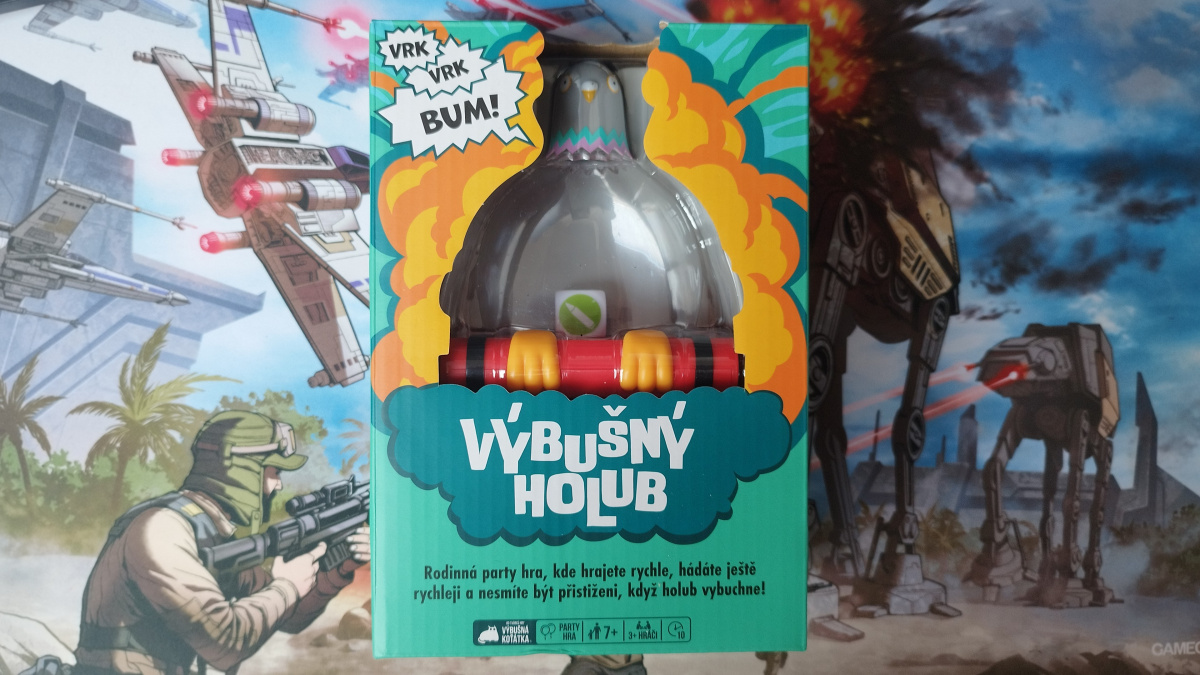 VRK
VRK
BUM!
VÝBUŠNÝ
HOLUB
Rodinná party hra, kde hrajete rychle, hádáte ještě
rychleji a nesmíte být přistiženi, když holub vybuchne!
VÝBUŠNÁ
KOŤÁTKA
PARTY
HRA
7+
3+ HRÁČI
10